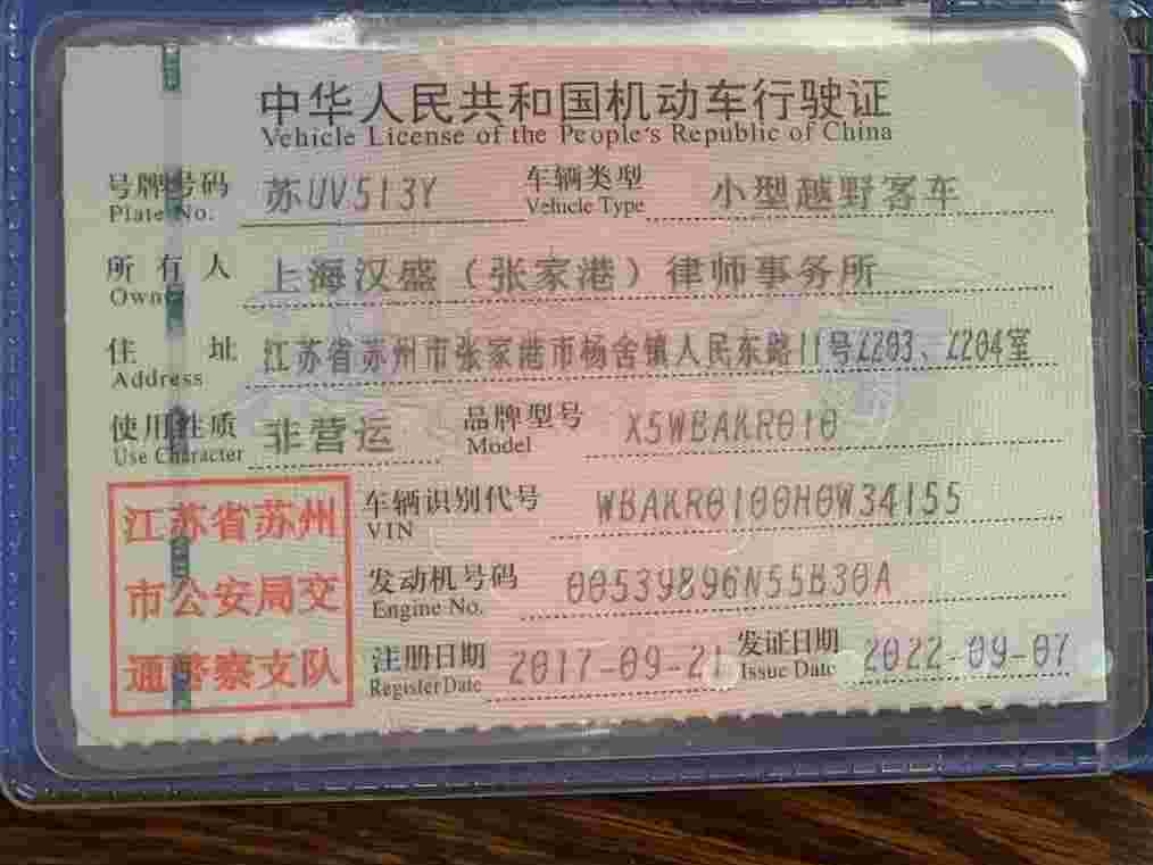 中华人民共和国机动车行驶证
Vehicle License of the People's Republic of China
号牌号码 苏UV513Y 车辆类型 小型越野客车
Plate No. Vehicle Type
所有人 上海汉盛（张家港）律师事务所
Owner
住址 江苏省苏州市张家港市杨舍镇人民东路11号Z203、Z204室
Address
使用性质 非营运 品牌型号 X5WBAKR010
Use Character Model
江苏省苏州
市公安局交
通警察支队
车辆识别代号 WBAKR0100H0W34155
VIN
发动机号码 00539896N55B30A
Engine No.
注册日期 2017-09-21 发证日期 2022-09-07
Register Date Issue Date